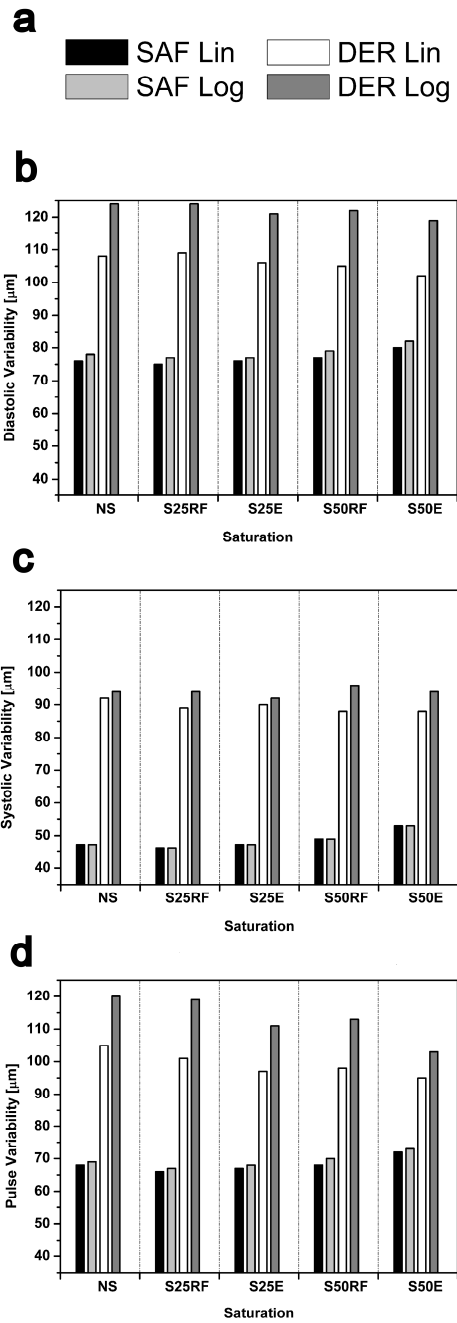 a
SAF Lin DER Lin
SAF Log DER Log
b
Diastolic Variability [µm]
120
110
100
90
80
70
60
50
40
NS S25RF S25E S50RF S50E
Saturation
c
Systolic Variability [µm]
120
110
100
90
80
70
60
50
40
NS S25RF S25E S50RF S50E
Saturation
d
Pulse Variability [µm]
120
110
100
90
80
70
60
50
40
NS S25RF S25E S50RF S50E
Saturation